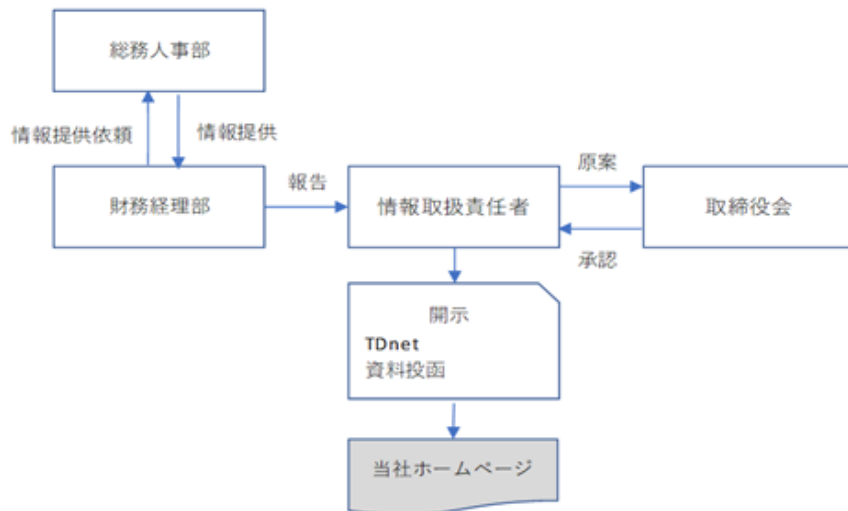 総務人事部
情報提供依頼
情報提供
財務経理部
報告
情報取扱責任者
原案
取締役会
承認
開示
TDnet
資料投函
当社ホームページ